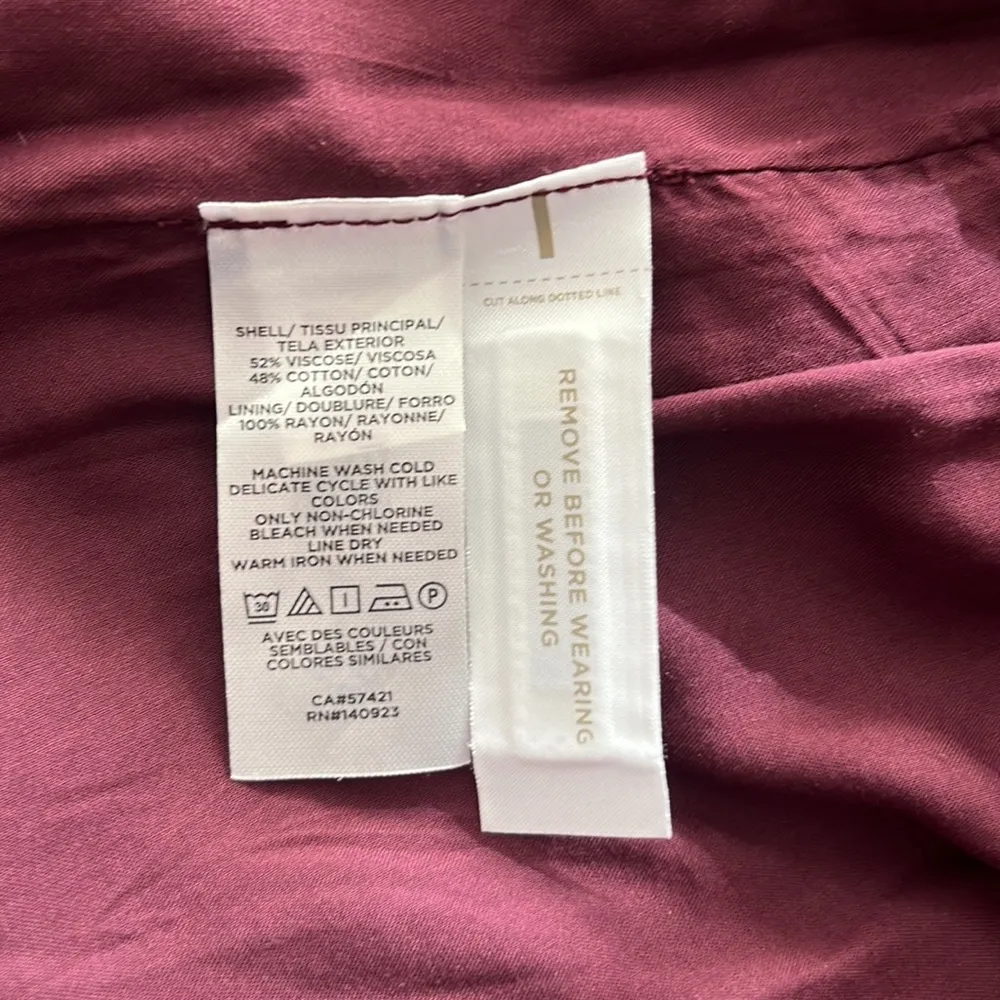 SHELL/ TISSU PRINCIPAL/
TELA EXTERIOR
52% VISCOSE/ VISCOSA
48% COTTON/ COTON/
ALGODÓN
LINING/ DOUBLURE/ FORRO
100% RAYON/ RAYONNE/
RAYÓN
MACHINE WASH COLD
DELICATE CYCLE WITH LIKE
COLORS
ONLY NON-CHLORINE
BLEACH WHEN NEEDED
LINE DRY
WARM IRON WHEN NEEDED
30 P
AVEC DES COULEURS
SEMBLABLES / CON
COLORES SIMILARES
CA#57421
RN#140923
CUT ALONG DOTTED LINE
REMOVE BEFORE WEARING
OR WASHING